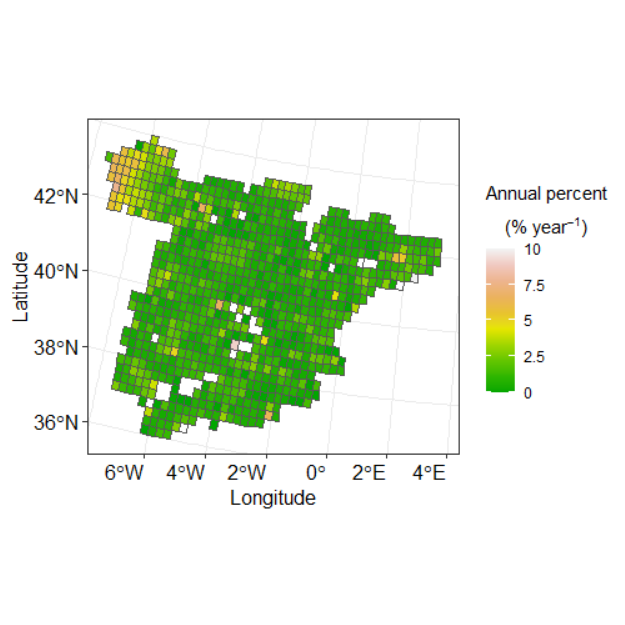 Annual percent
(% year⁻¹)
10
7.5
5
2.5
0
Latitude
42°N
40°N
38°N
36°N
6°W 4°W 2°W 0° 2°E 4°E
Longitude